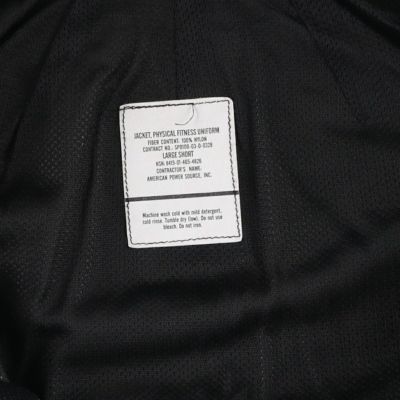 JACKET, PHYSICAL FITNESS UNIFORM
FIBER CONTENT: 100% NYLON
CONTRACT NO.: SP0100-03-D-0328
LARGE SHORT
NSN: 8415-01-465-4826
CONTRACTOR'S NAME:
AMERICAN POWER SOURCE, INC.
Machine wash cold with mild detergent,
cold rinse. Tumble dry (low). Do not use
bleach. Do not iron.